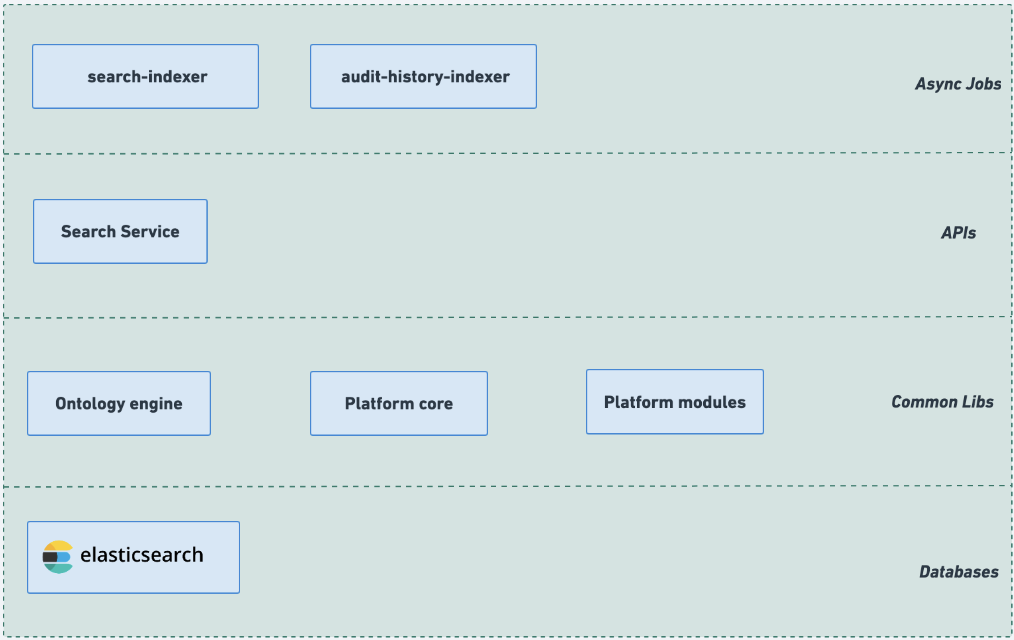 search-indexer
audit-history-indexer
Async Jobs
Search Service
APIs
Ontology engine
Platform core
Platform modules
Common Libs
elasticsearch
Databases